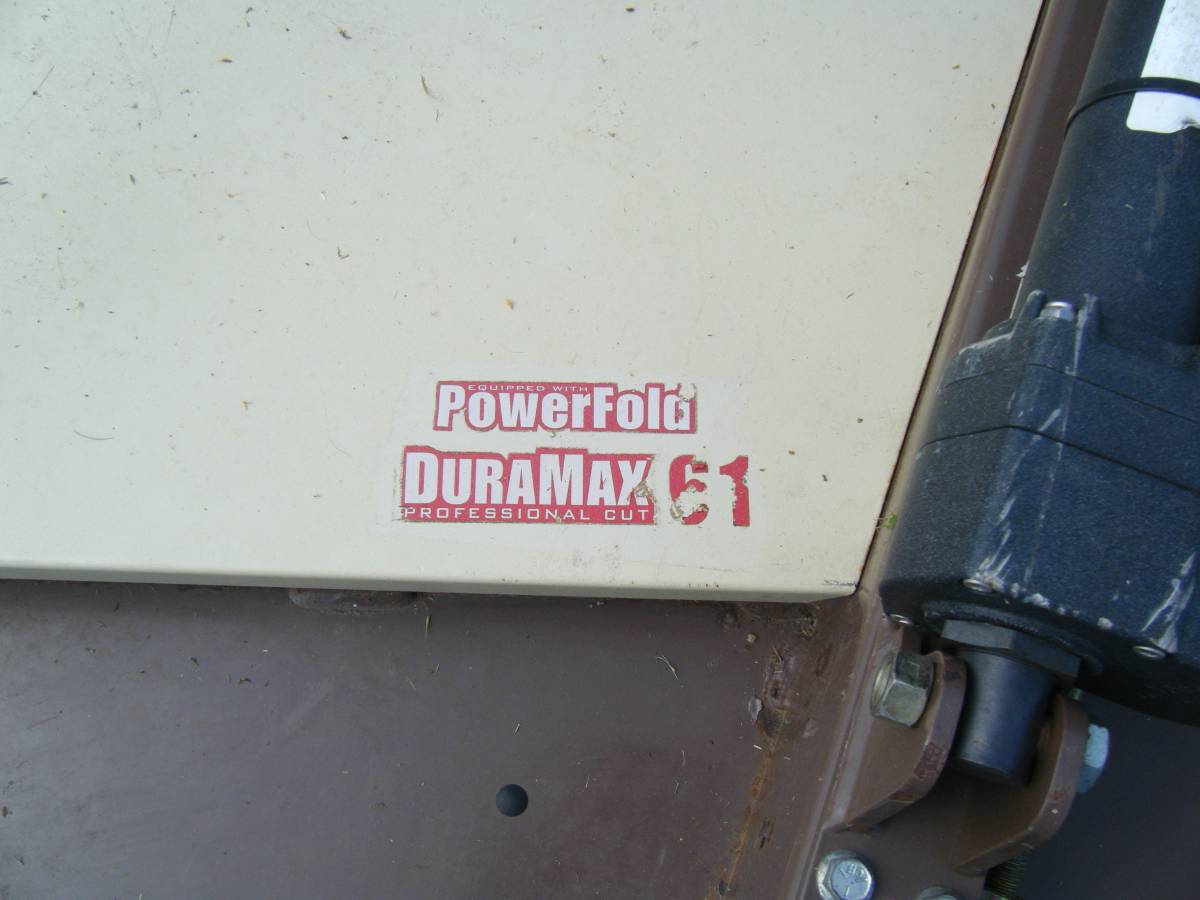 EQUIPPED WITH
PowerFold
DURAMAX 61
PROFESSIONAL CUT